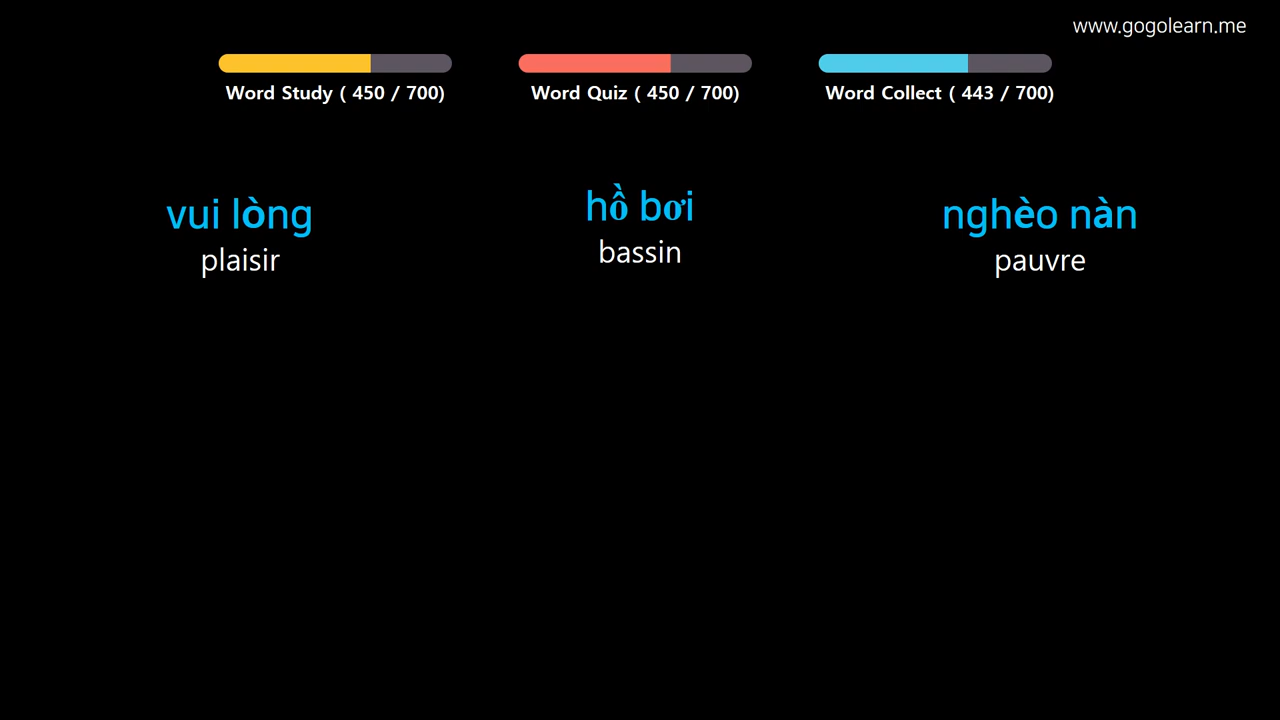 www.gogolearn.me
Word Study ( 450 / 700)
Word Quiz ( 450 / 700)
Word Collect ( 443 / 700)
vui lòng
plaisir
hồ bơi
bassin
nghèo nàn
pauvre